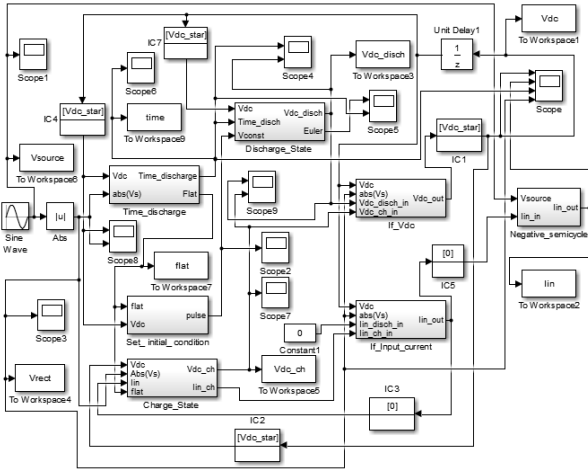 Scope1
IC7
[Vdc_star]
Scope6
Scope4
Vdc_disch
To Workspace3
Unit Delay1
1
z
Vdc
To Workspace1
[Vdc_star]
IC4
time
To Workspace9
Vdc
Time_disch
Vconst
Vdc_disch
Euler
Discharge_State
Scope5
Scope
[Vdc_star]
IC1
Vsource
To Workspace6
Vdc
abs(Vs)
Time_discharge
Flat
Time_discharge
Scope9
Vdc
abs(Vs)
Vdc_disch_in
Vdc_ch_in
Vdc_out
If_Vdc
Vsource
Iin_in
Iin_out
Negative_semicycle
Sine
Wave
|u|
Abs
Scope8
Scope2
[0]
IC5
flat
To Workspace7
Iin
To Workspace2
Scope3
flat
Vdc
pulse
Set_ initial_ condition
Scope7
0
Constant1
Vdc
abs(Vs)
Iin_disch_in
Iin_ch_in
Iin_out
If_Input_current
Vrect
To Workspace4
Vdc
Abs(Vs)
Iin
flat
Vdc_ch
Iin_ch
Charge_State
Vdc_ch
To Workspace5
IC3
[0]
IC2
[Vdc_star]